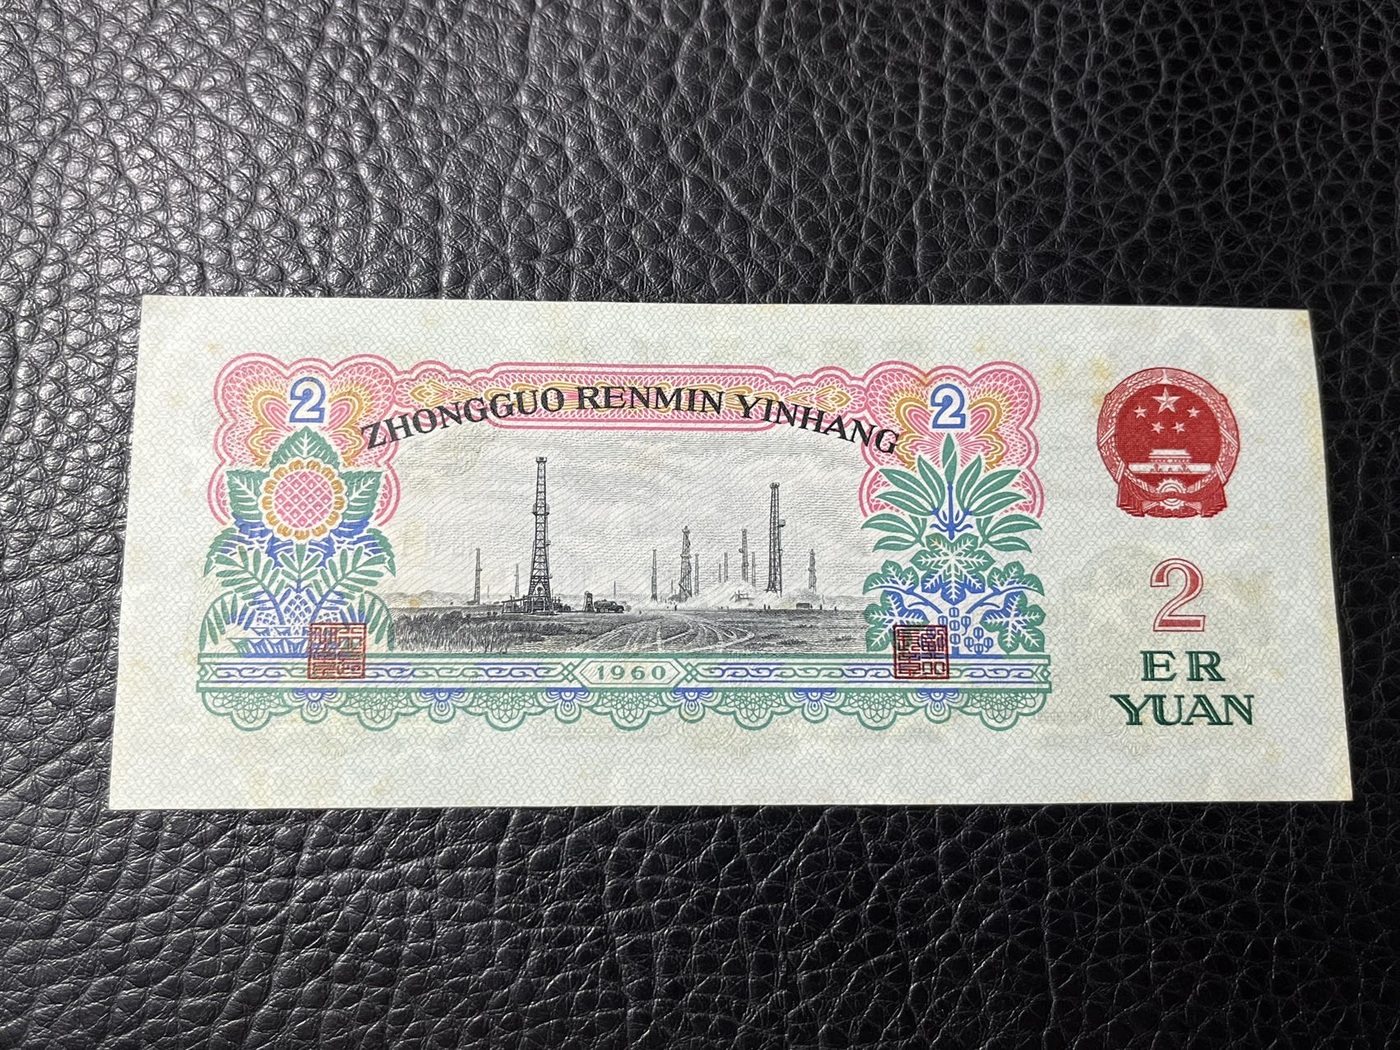 2
2
ZHONGGUO RENMIN YINHANG
1960
2
ER
YUAN